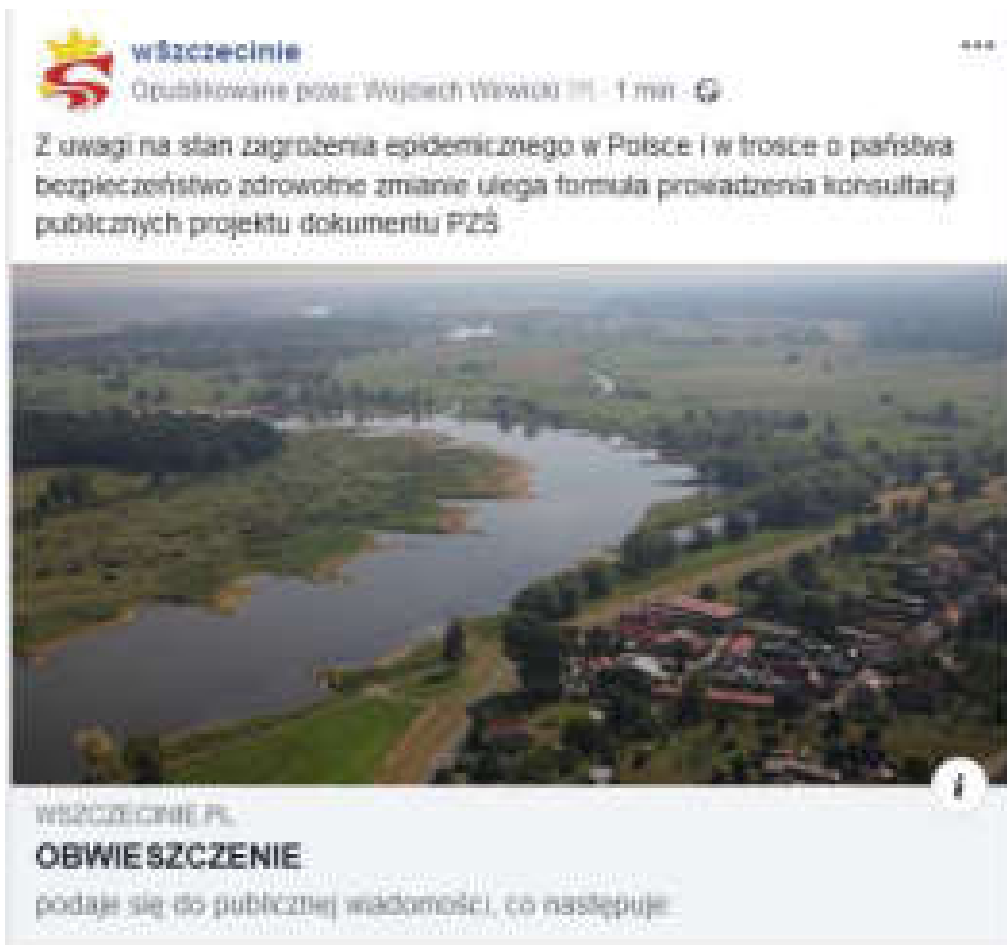 wSzczecinie
Opublikowane przez Wojciech Wirwicki · 1 min ·
Z uwagi na stan zagrożenia epidemicznego w Polsce i w trosce o państwa
bezpieczeństwo zdrowotne zmianie ulega formuła prowadzenia konsultacji
publicznych projektu dokumentu PZŚ
WSZCZECINIE.PL
OBWIESZCZENIE
podaje się do publicznej wiadomości, co następuje: